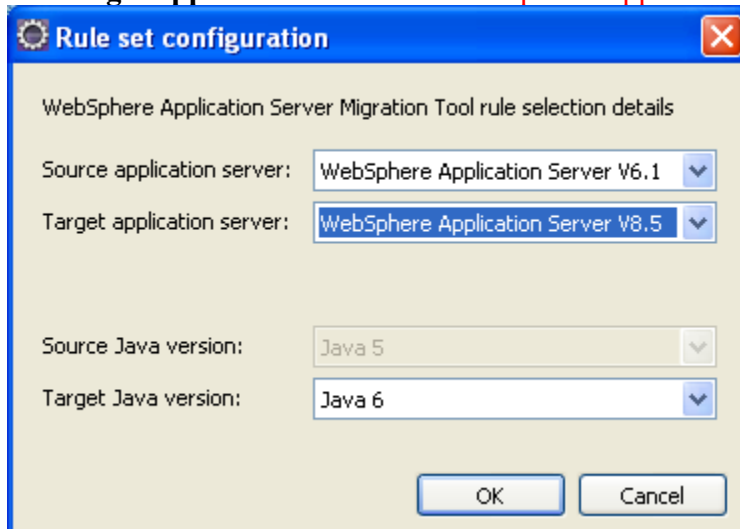 Rule set configuration
WebSphere Application Server Migration Tool rule selection details
Source application server: WebSphere Application Server V6.1
Target application server: WebSphere Application Server V8.5
Source Java version: Java 5
Target Java version: Java 6
OK Cancel